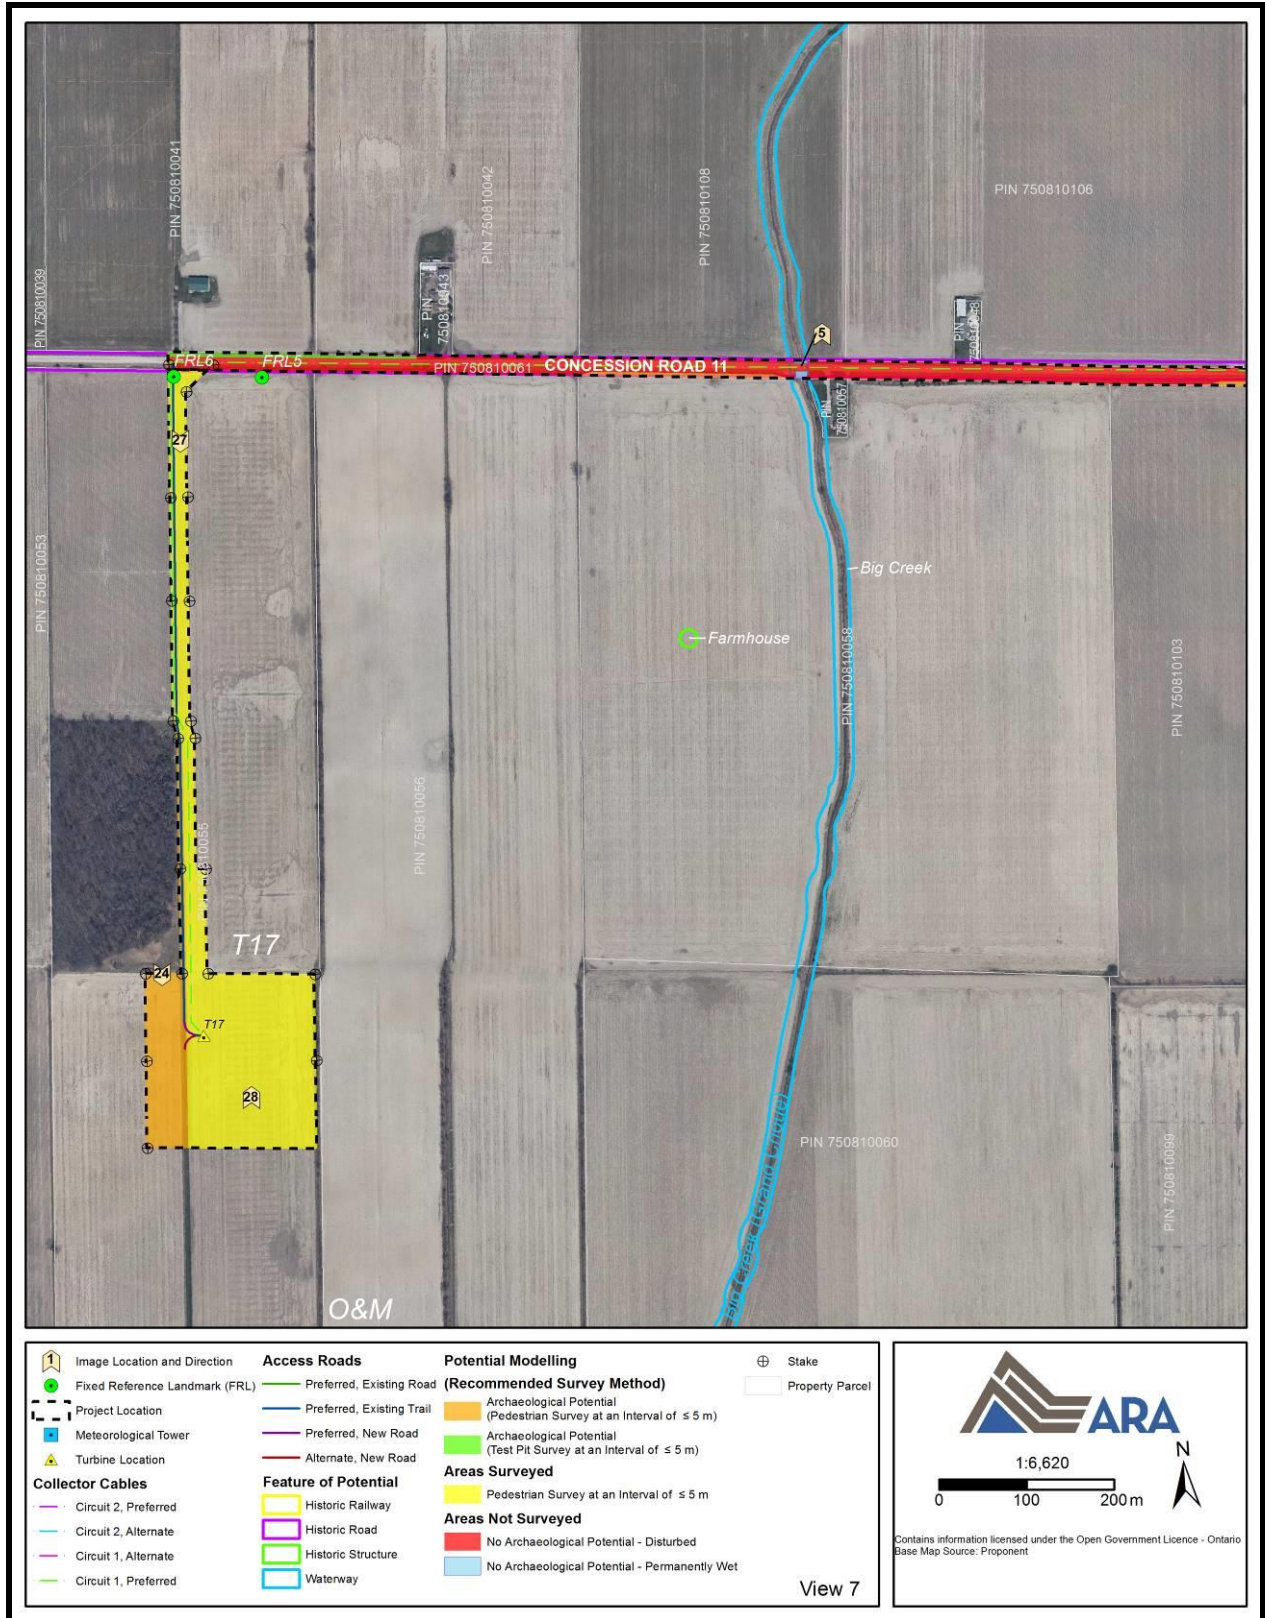 PIN 750810041
PIN 750810042
PIN 750810108
PIN 750810106
PIN 750810039
PIN
750810043
PIN
750810048
5
FRL6
FRL5
PIN 750810061
CONCESSION ROAD 11
PIN
750810057
27
PIN 750810053
Big Creek
Farmhouse
PIN 750810058
PIN 750810103
PIN 750810056
T17
24
T17
28
PIN 750810060
PIN 750810099
O&M
1
Image Location and Direction
Fixed Reference Landmark (FRL)
Project Location
Meteorological Tower
Turbine Location
Collector Cables
Circuit 2, Preferred
Circuit 2, Alternate
Circuit 1, Alternate
Circuit 1, Preferred
Access Roads
Preferred, Existing Road
Preferred, Existing Trail
Preferred, New Road
Alternate, New Road
Feature of Potential
Historic Railway
Historic Road
Historic Structure
Waterway
Potential Modelling
(Recommended Survey Method)
Archaeological Potential
(Pedestrian Survey at an Interval of ≤ 5 m)
Archaeological Potential
(Test Pit Survey at an Interval of ≤ 5 m)
Areas Surveyed
Pedestrian Survey at an Interval of ≤ 5 m
Areas Not Surveyed
No Archaeological Potential - Disturbed
No Archaeological Potential - Permanently Wet
Stake
Property Parcel
View 7
ARA
1:6,620
N
0 100 200 m
Contains information licensed under the Open Government Licence - Ontario
Base Map Source: Proponent